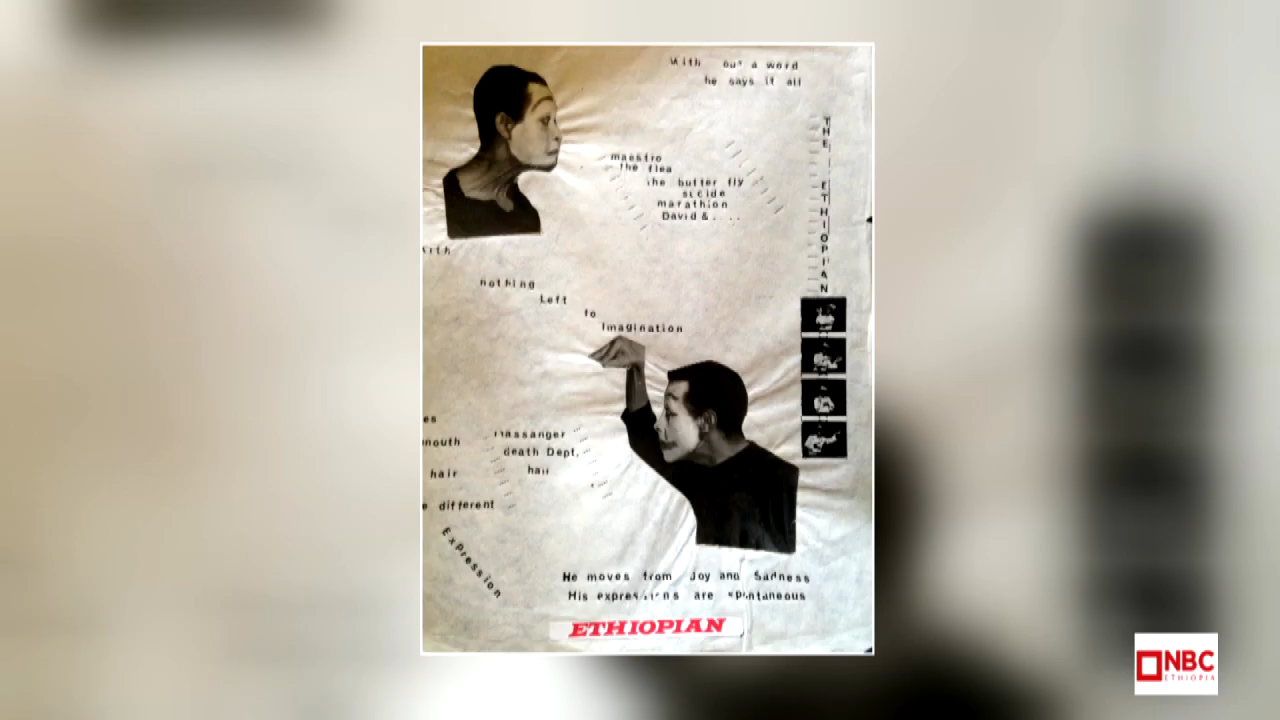 With out a word
he says it all
THE ETHIOPIAN
maestro
the flea
the butter fly
sucide
marathion
David &. ...
with
nothing
Left
to
Imagination
es
mouth
hair
e different
Expression
massanger
death Dept,
hair
He moves from Joy and Sadness
His expressions are spontaneous
ETHIOPIAN
NBC
ETHIOPIA